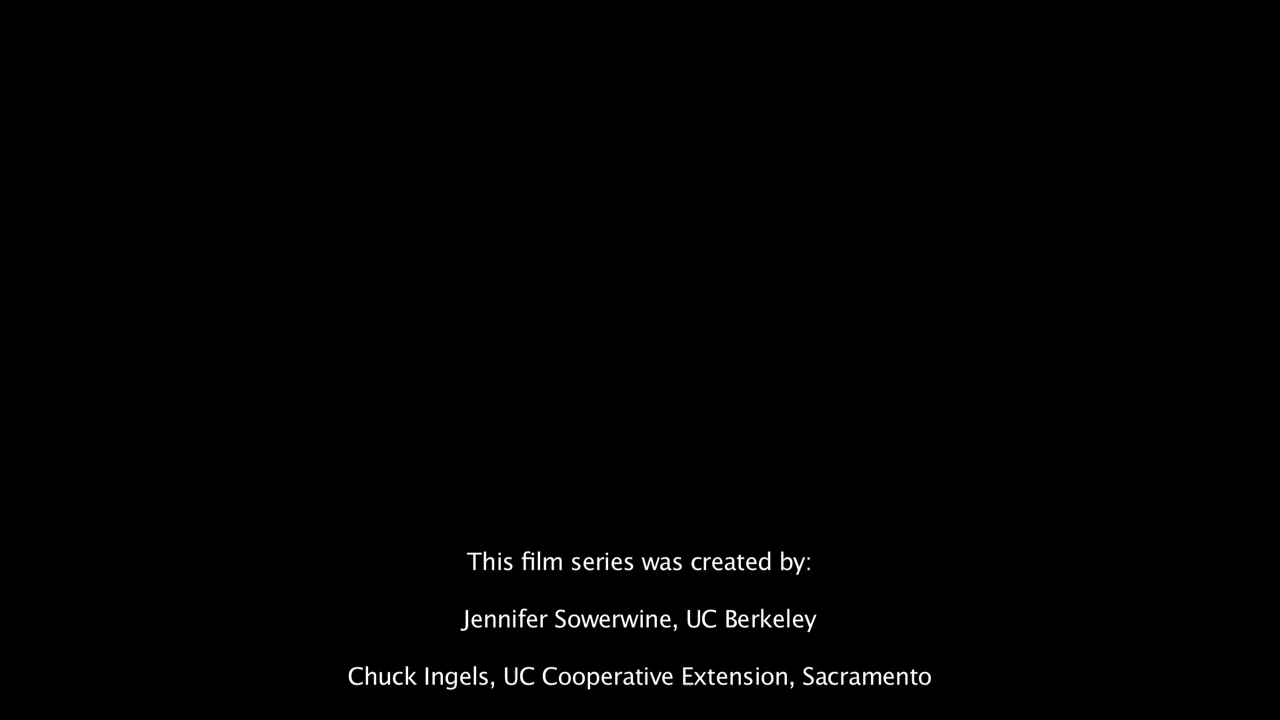 This film series was created by:
Jennifer Sowerwine, UC Berkeley
Chuck Ingels, UC Cooperative Extension, Sacramento